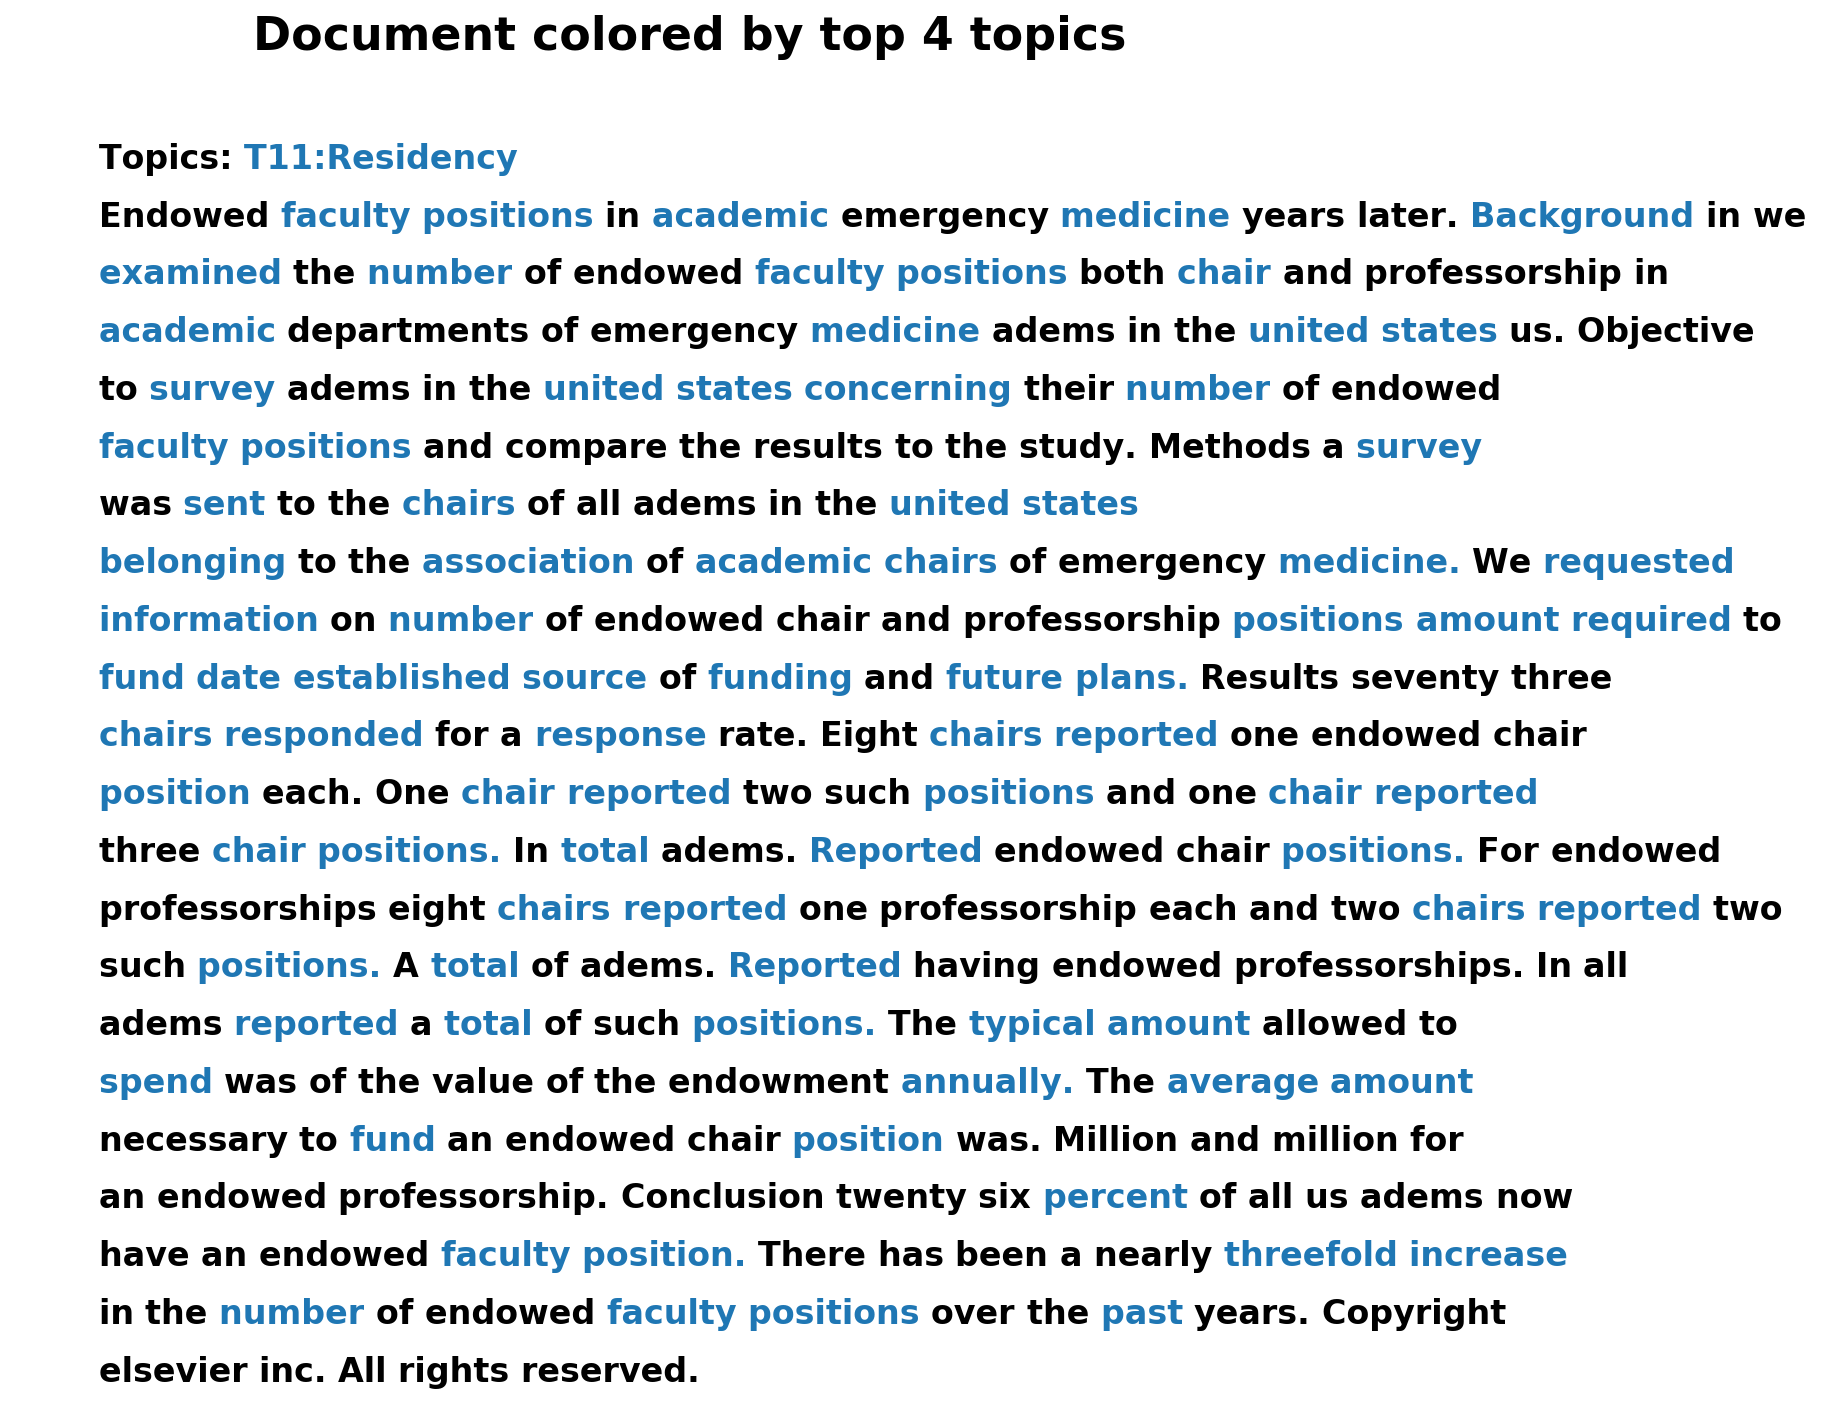 Document colored by top 4 topics
Topics: T11:Residency
Endowed faculty positions in academic emergency medicine years later. Background in we
examined the number of endowed faculty positions both chair and professorship in
academic departments of emergency medicine adems in the united states us. Objective
to survey adems in the united states concerning their number of endowed
faculty positions and compare the results to the study. Methods a survey
was sent to the chairs of all adems in the united states
belonging to the association of academic chairs of emergency medicine. We requested
information on number of endowed chair and professorship positions amount required to
fund date established source of funding and future plans. Results seventy three
chairs responded for a response rate. Eight chairs reported one endowed chair
position each. One chair reported two such positions and one chair reported
three chair positions. In total adems. Reported endowed chair positions. For endowed
professorships eight chairs reported one professorship each and two chairs reported two
such positions. A total of adems. Reported having endowed professorships. In all
adems reported a total of such positions. The typical amount allowed to
spend was of the value of the endowment annually. The average amount
necessary to fund an endowed chair position was. Million and million for
an endowed professorship. Conclusion twenty six percent of all us adems now
have an endowed faculty position. There has been a nearly threefold increase
in the number of endowed faculty positions over the past years. Copyright
elsevier inc. All rights reserved.